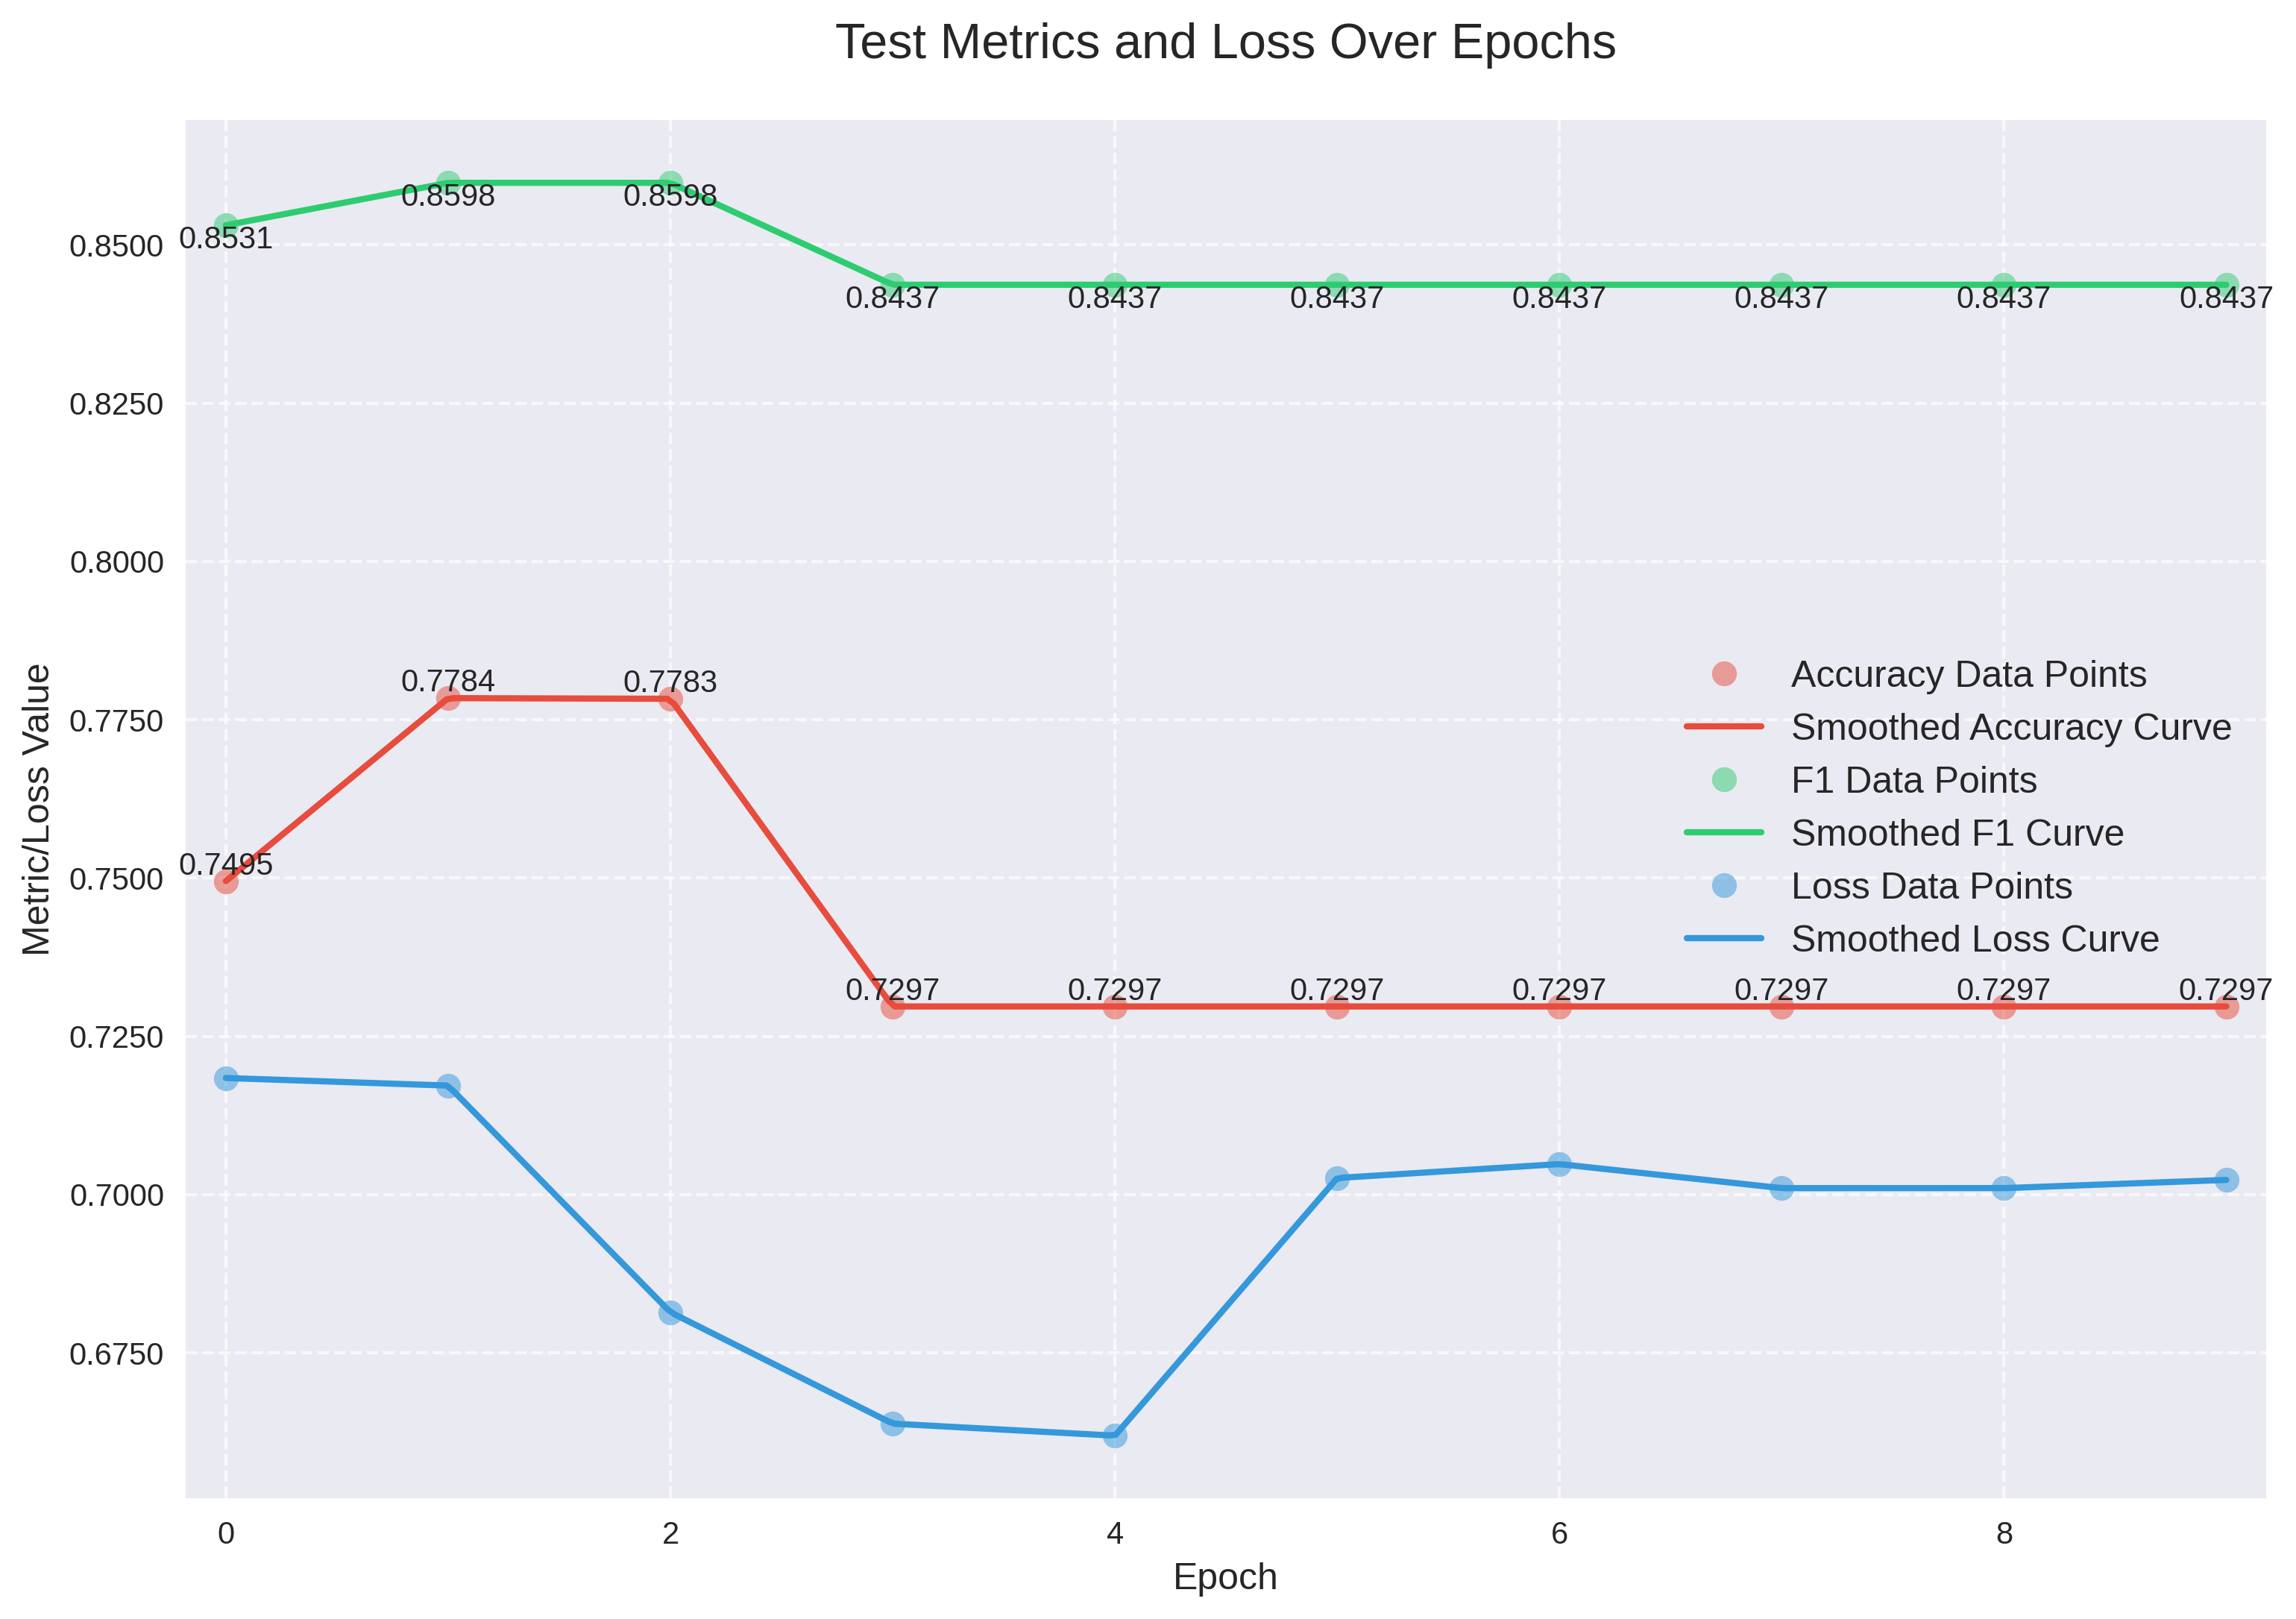 Test Metrics and Loss Over Epochs
0.8598 0.8598
0.8531
0.8500
0.8437 0.8437 0.8437 0.8437 0.8437 0.8437 0.8437
0.8250
0.8000
0.7784 0.7783
0.7750
0.7495
0.7500
0.7297 0.7297 0.7297 0.7297 0.7297 0.7297 0.7297
0.7250
0.7000
0.6750
Metric/Loss Value
Accuracy Data Points
Smoothed Accuracy Curve
F1 Data Points
Smoothed F1 Curve
Loss Data Points
Smoothed Loss Curve
0 2 4 6 8
Epoch